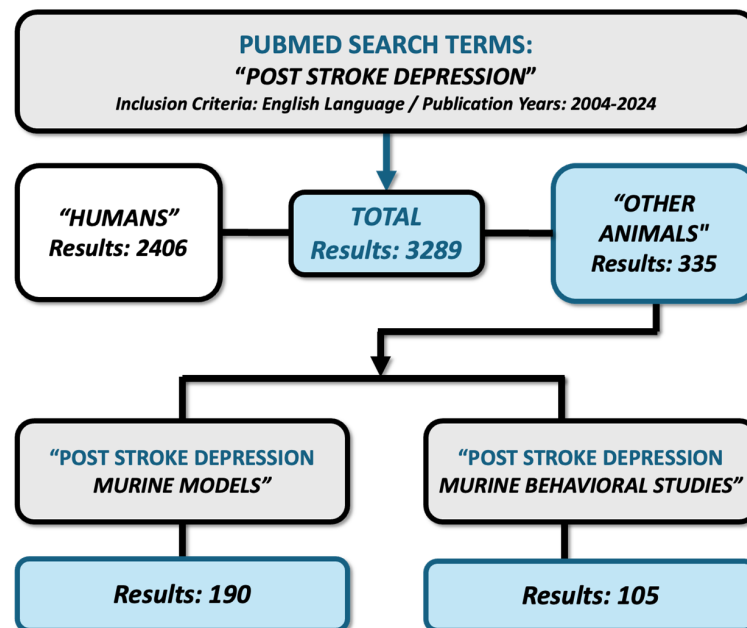 PUBMED SEARCH TERMS:
“POST STROKE DEPRESSION”
Inclusion Criteria: English Language / Publication Years: 2004-2024
“HUMANS”
Results: 2406
TOTAL
Results: 3289
“OTHER
ANIMALS"
Results: 335
“POST STROKE DEPRESSION
MURINE MODELS”
“POST STROKE DEPRESSION
MURINE BEHAVIORAL STUDIES”
Results: 190
Results: 105